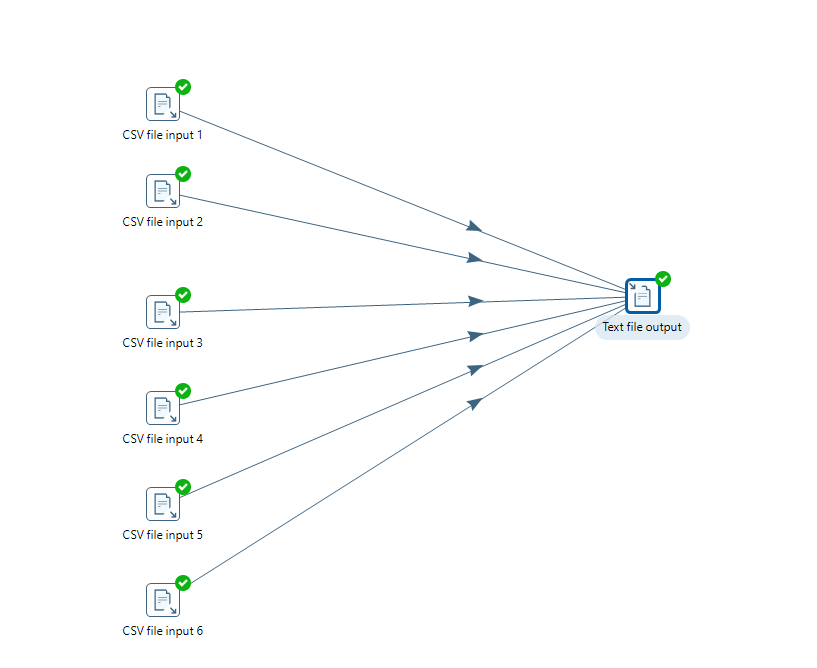 CSV file input 1
CSV file input 2
CSV file input 3
Text file output
CSV file input 4
CSV file input 5
CSV file input 6